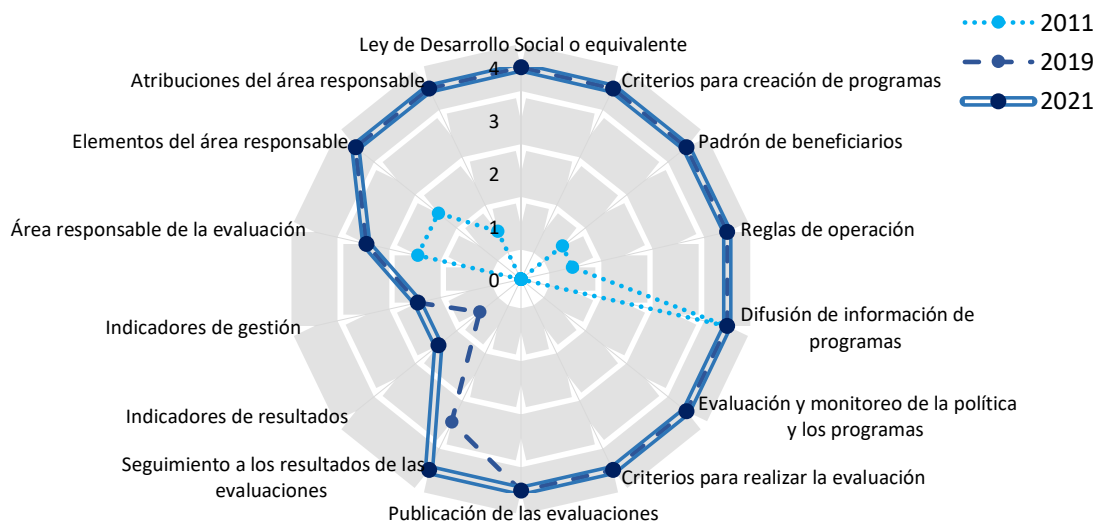 2011
2019
2021
Ley de Desarrollo Social o equivalente
Criterios para creación de programas
Padrón de beneficiarios
Reglas de operación
Difusión de información de
programas
Evaluación y monitoreo de la política
y los programas
Criterios para realizar la evaluación
Publicación de las evaluaciones
Seguimiento a los resultados de las
evaluaciones
Indicadores de resultados
Indicadores de gestión
Área responsable de la evaluación
Elementos del área responsable
Atribuciones del área responsable
4
3
2
1
0